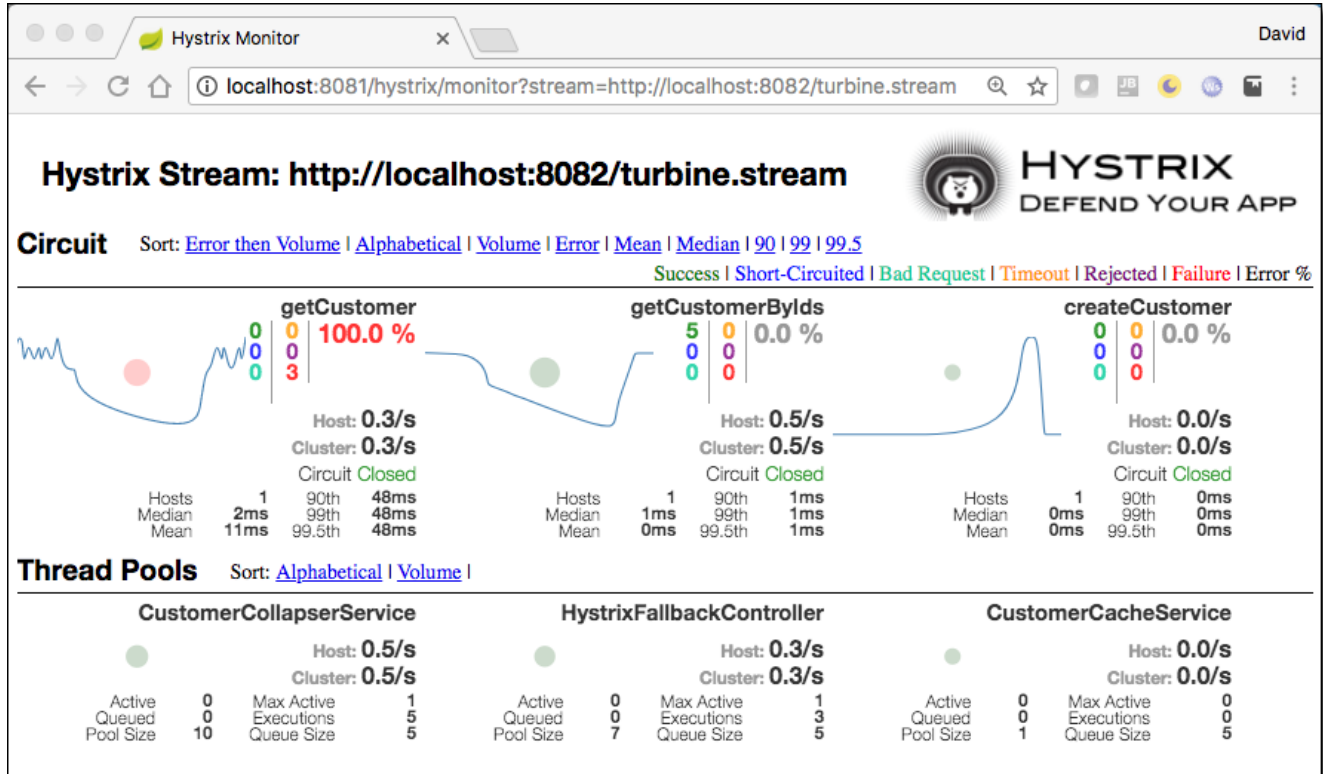 Hystrix Monitor
David
localhost:8081/hystrix/monitor?stream=http://localhost:8082/turbine.stream
JB
Ws
Hystrix Stream: http://localhost:8082/turbine.stream
HYSTRIX
DEFEND YOUR APP
Circuit Sort: Error then Volume | Alphabetical | Volume | Error | Mean | Median | 90 | 99 | 99.5
Success | Short-Circuited | Bad Request | Timeout | Rejected | Failure | Error %
getCustomer
0 0 100.0 %
0 0
0 3
Host: 0.3/s
Cluster: 0.3/s
Circuit Closed
Hosts 1 90th 48ms
Median 2ms 99th 48ms
Mean 11ms 99.5th 48ms
getCustomerByIds
5 0 0.0 %
0 0
0 0
Host: 0.5/s
Cluster: 0.5/s
Circuit Closed
Hosts 1 90th 1ms
Median 1ms 99th 1ms
Mean 0ms 99.5th 1ms
createCustomer
0 0 0.0 %
0 0
0 0
Host: 0.0/s
Cluster: 0.0/s
Circuit Closed
Hosts 1 90th 0ms
Median 0ms 99th 0ms
Mean 0ms 99.5th 0ms
Thread Pools Sort: Alphabetical | Volume |
CustomerCollapserService
Host: 0.5/s
Cluster: 0.5/s
Active 0 Max Active 1
Queued 0 Executions 5
Pool Size 10 Queue Size 5
HystrixFallbackController
Host: 0.3/s
Cluster: 0.3/s
Active 0 Max Active 1
Queued 0 Executions 3
Pool Size 7 Queue Size 5
CustomerCacheService
Host: 0.0/s
Cluster: 0.0/s
Active 0 Max Active 0
Queued 0 Executions 0
Pool Size 1 Queue Size 5